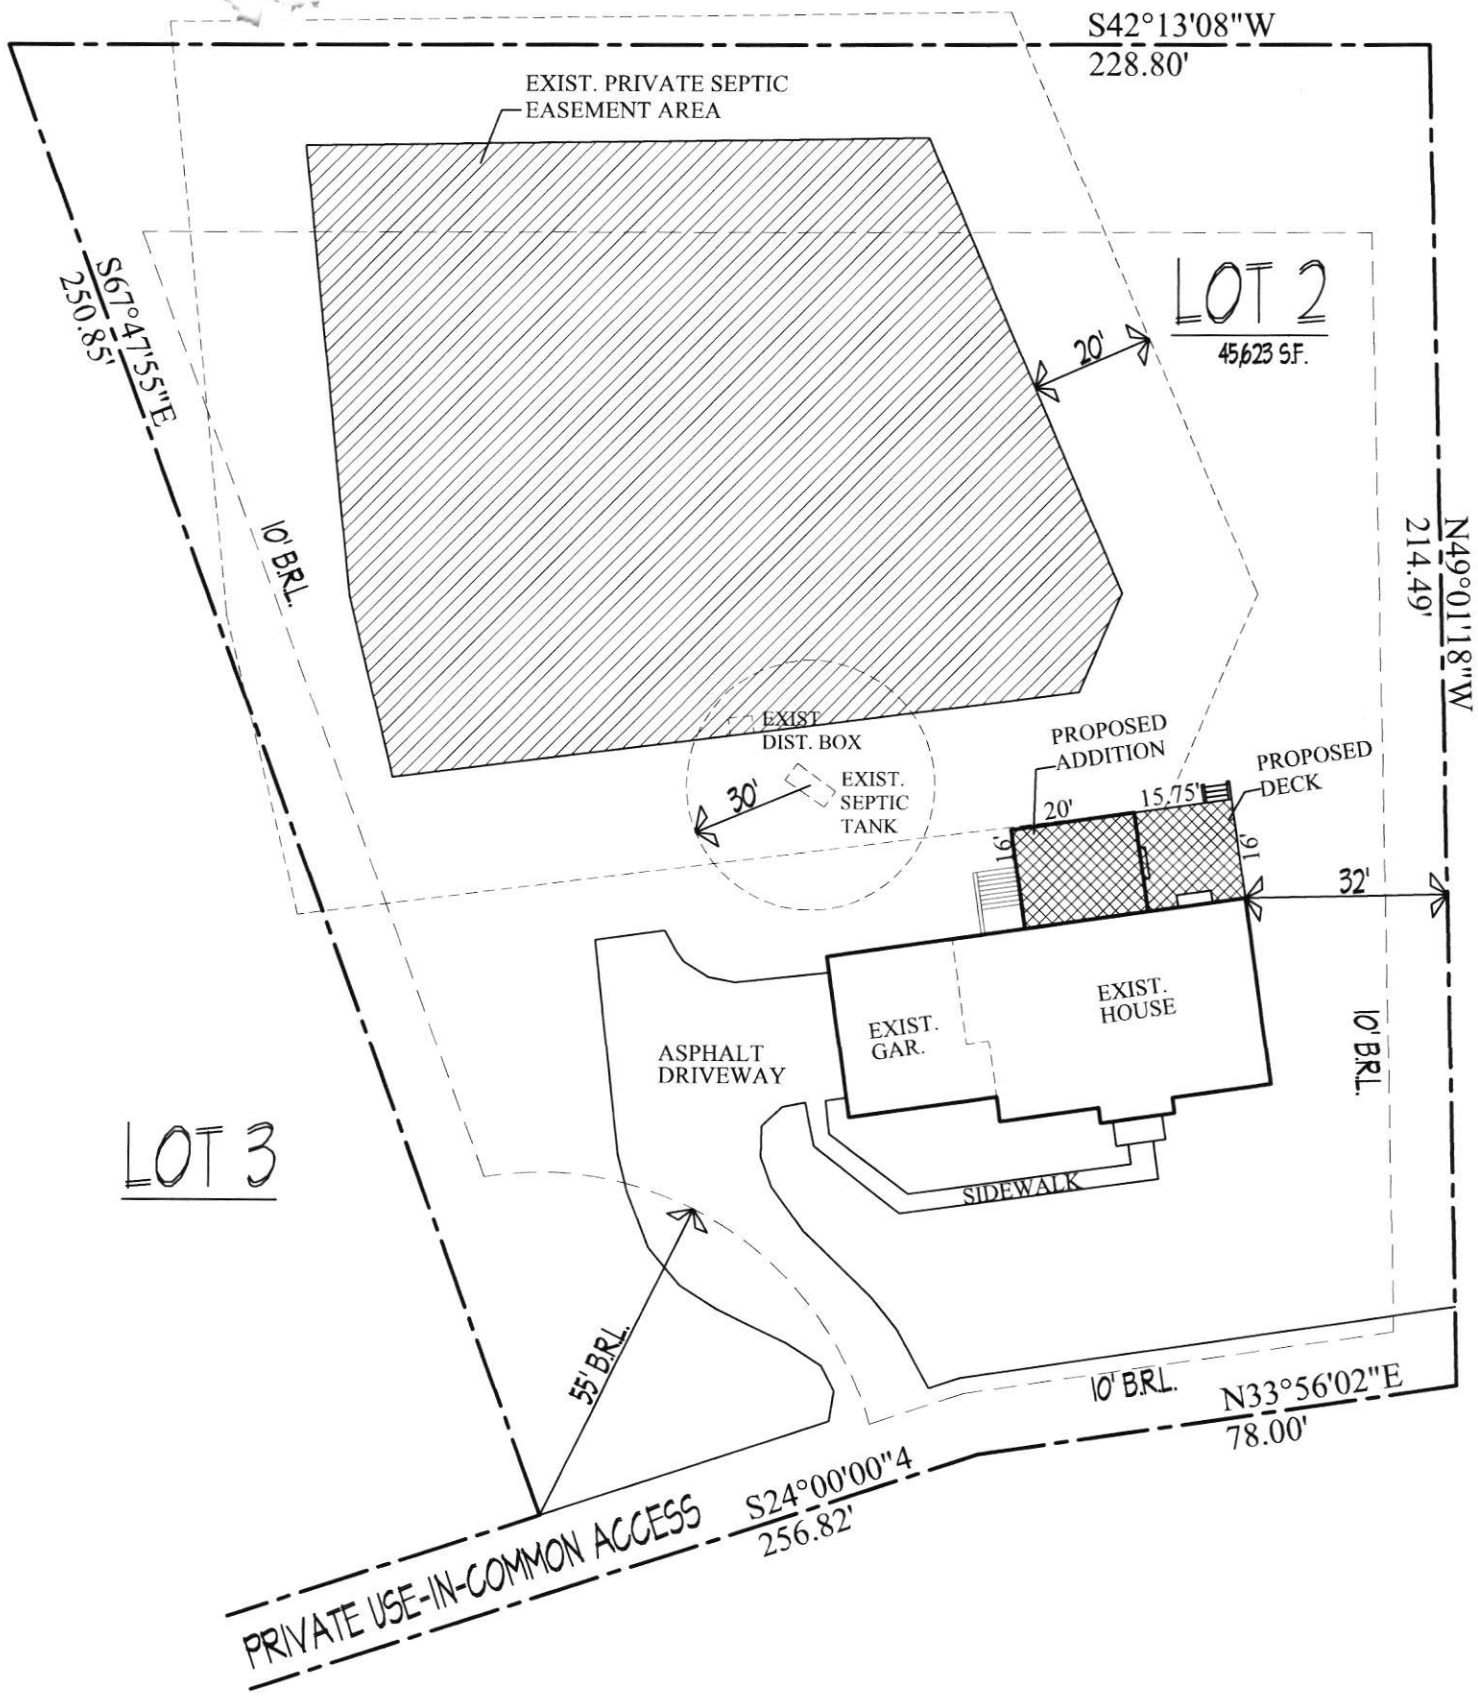 S42°13'08"W
228.80'
EXIST. PRIVATE SEPTIC
EASEMENT AREA
LOT 2
45,623 S.F.
20'
S67°47'55"E
250.85'
10' B.R.L.
N49°01'18"W
214.49'
EXIST
DIST. BOX
EXIST.
SEPTIC
TANK
30'
PROPOSED
ADDITION
PROPOSED
DECK
20'
15.75'
16'
16'
32'
EXIST.
HOUSE
EXIST.
GAR.
ASPHALT
DRIVEWAY
10' B.R.L.
LOT 3
SIDEWALK
55' B.R.L.
10' B.R.L.
N33°56'02"E
78.00'
S24°00'00"4
256.82'
PRIVATE USE-IN-COMMON ACCESS